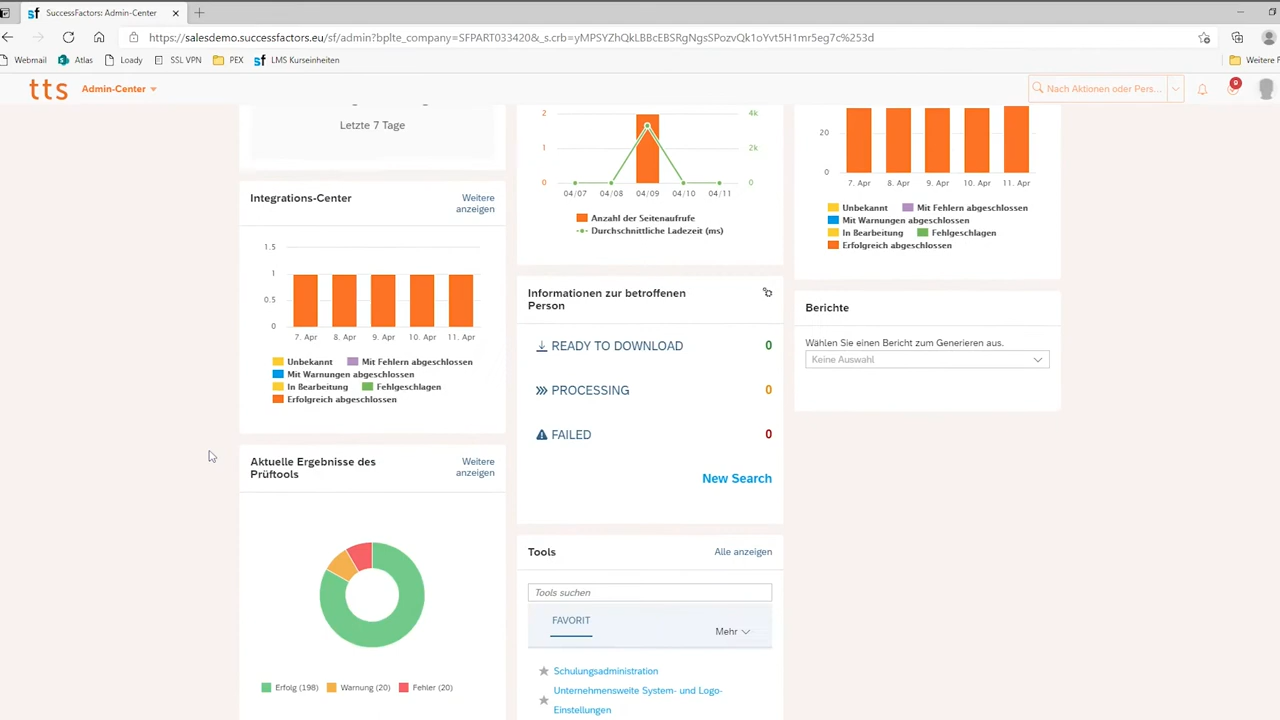 SuccessFactors: Admin-Center
https://salesdemo.successfactors.eu/sf/admin?bplte_company=SFPART033420&_s.crb=yMPSYZhQkLBBcEBSRgNgsSPozvQk1oYvt5H1mr5eg7c%253d
Webmail
Atlas
Loady
SSL VPN
PEX
LMS Kurseinheiten
Weitere F
tts
Admin-Center
Nach Aktionen oder Pers...
9
Letzte 7 Tage
Integrations-Center
Weitere
anzeigen
1.5
1
0.5
0
7. Apr 8. Apr 9. Apr 10. Apr 11. Apr
Unbekannt Mit Fehlern abgeschlossen
Mit Warnungen abgeschlossen
In Bearbeitung Fehlgeschlagen
Erfolgreich abgeschlossen
Aktuelle Ergebnisse des
Prüftools
Weitere
anzeigen
Erfolg (198) Warnung (20) Fehler (20)
2 4k
1 2k
0 0
04/07 04/08 04/09 04/10 04/11
Anzahl der Seitenaufrufe
Durchschnittliche Ladezeit (ms)
Informationen zur betroffenen
Person
READY TO DOWNLOAD 0
PROCESSING 0
FAILED 0
New Search
Tools
Alle anzeigen
Tools suchen
FAVORIT
Mehr
Schulungsadministration
Unternehmensweite System- und Logo-
Einstellungen
20
0
7. Apr 8. Apr 9. Apr 10. Apr 11. Apr
Unbekannt Mit Fehlern abgeschlossen
Mit Warnungen abgeschlossen
In Bearbeitung Fehlgeschlagen
Erfolgreich abgeschlossen
Berichte
Wählen Sie einen Bericht zum Generieren aus.
Keine Auswahl